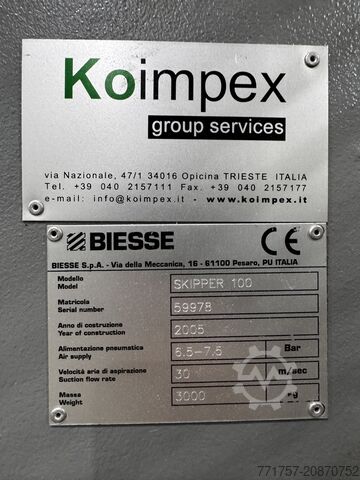 Koimpex
group services
via Nazionale, 47/1 34016 Opicina TRIESTE ITALIA
Tel. +39 040 2157111 Fax. +39 040 2157177
e-mail: info@koimpex.it - www.koimpex.it
BIESSE CE
BIESSE S.p.A. - Via della Meccanica, 16 - 61100 Pesaro, PU ITALIA
Modello
Model SKIPPER 100
Matricola
Serial number 59978
Anno di costruzione
Year of construction 2005
Alimentazione pneumatica
Air supply 6.5-7.5 Bar
Velocità aria di aspirazione
Suction flow rate 30 m/sec
Massa
Weight 3000 kg
771757-20870752